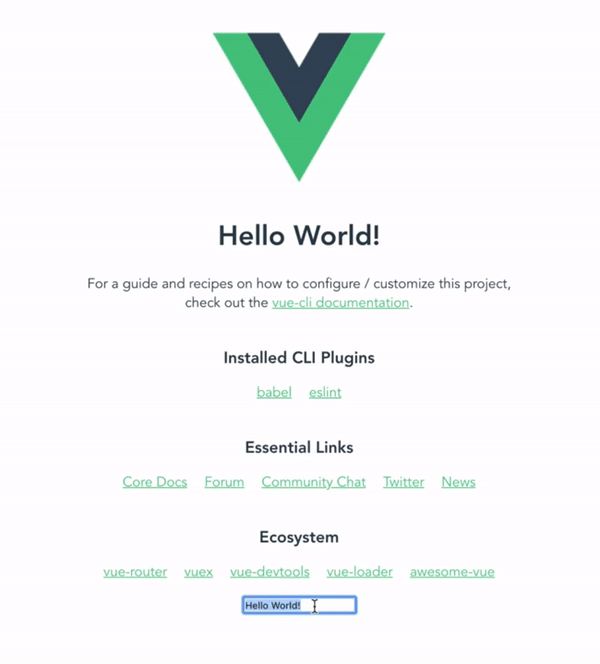 Hello World!
For a guide and recipes on how to configure / customize this project,
check out the vue-cli documentation.
Installed CLI Plugins
babel eslint
Essential Links
Core Docs Forum Community Chat Twitter News
Ecosystem
vue-router vuex vue-devtools vue-loader awesome-vue
Hello World!